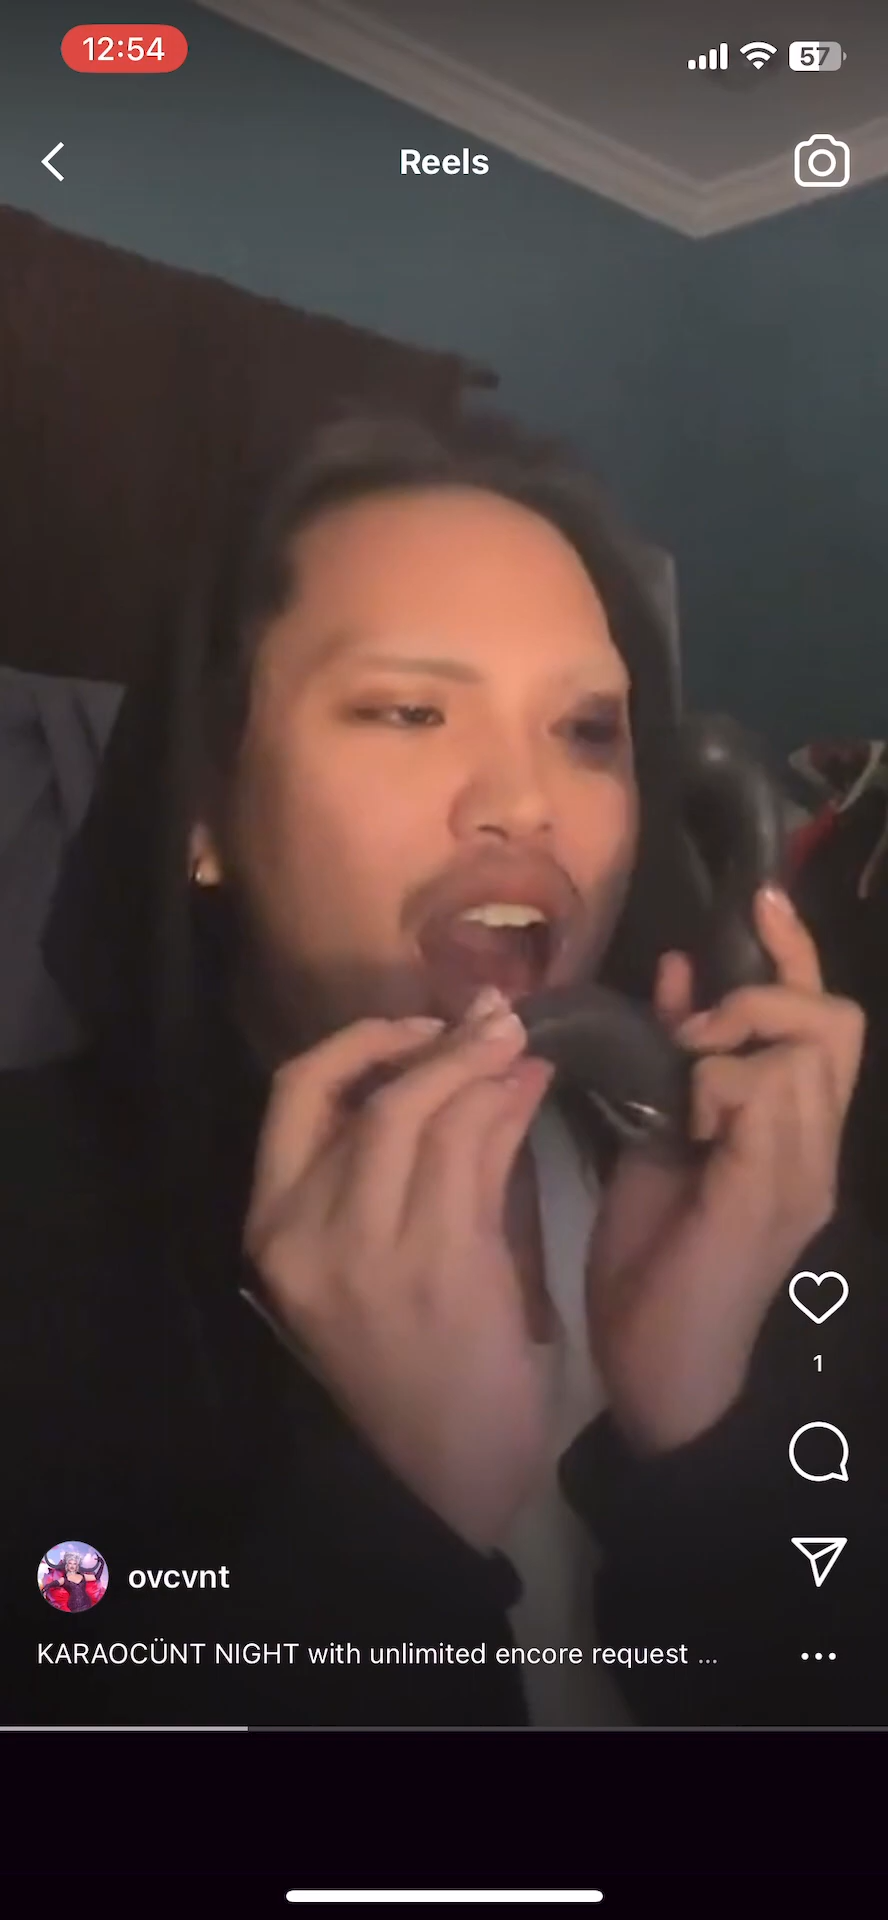 12:54
57
Reels
1
ovcvnt
KARAOCÜNT NIGHT with unlimited encore request ...